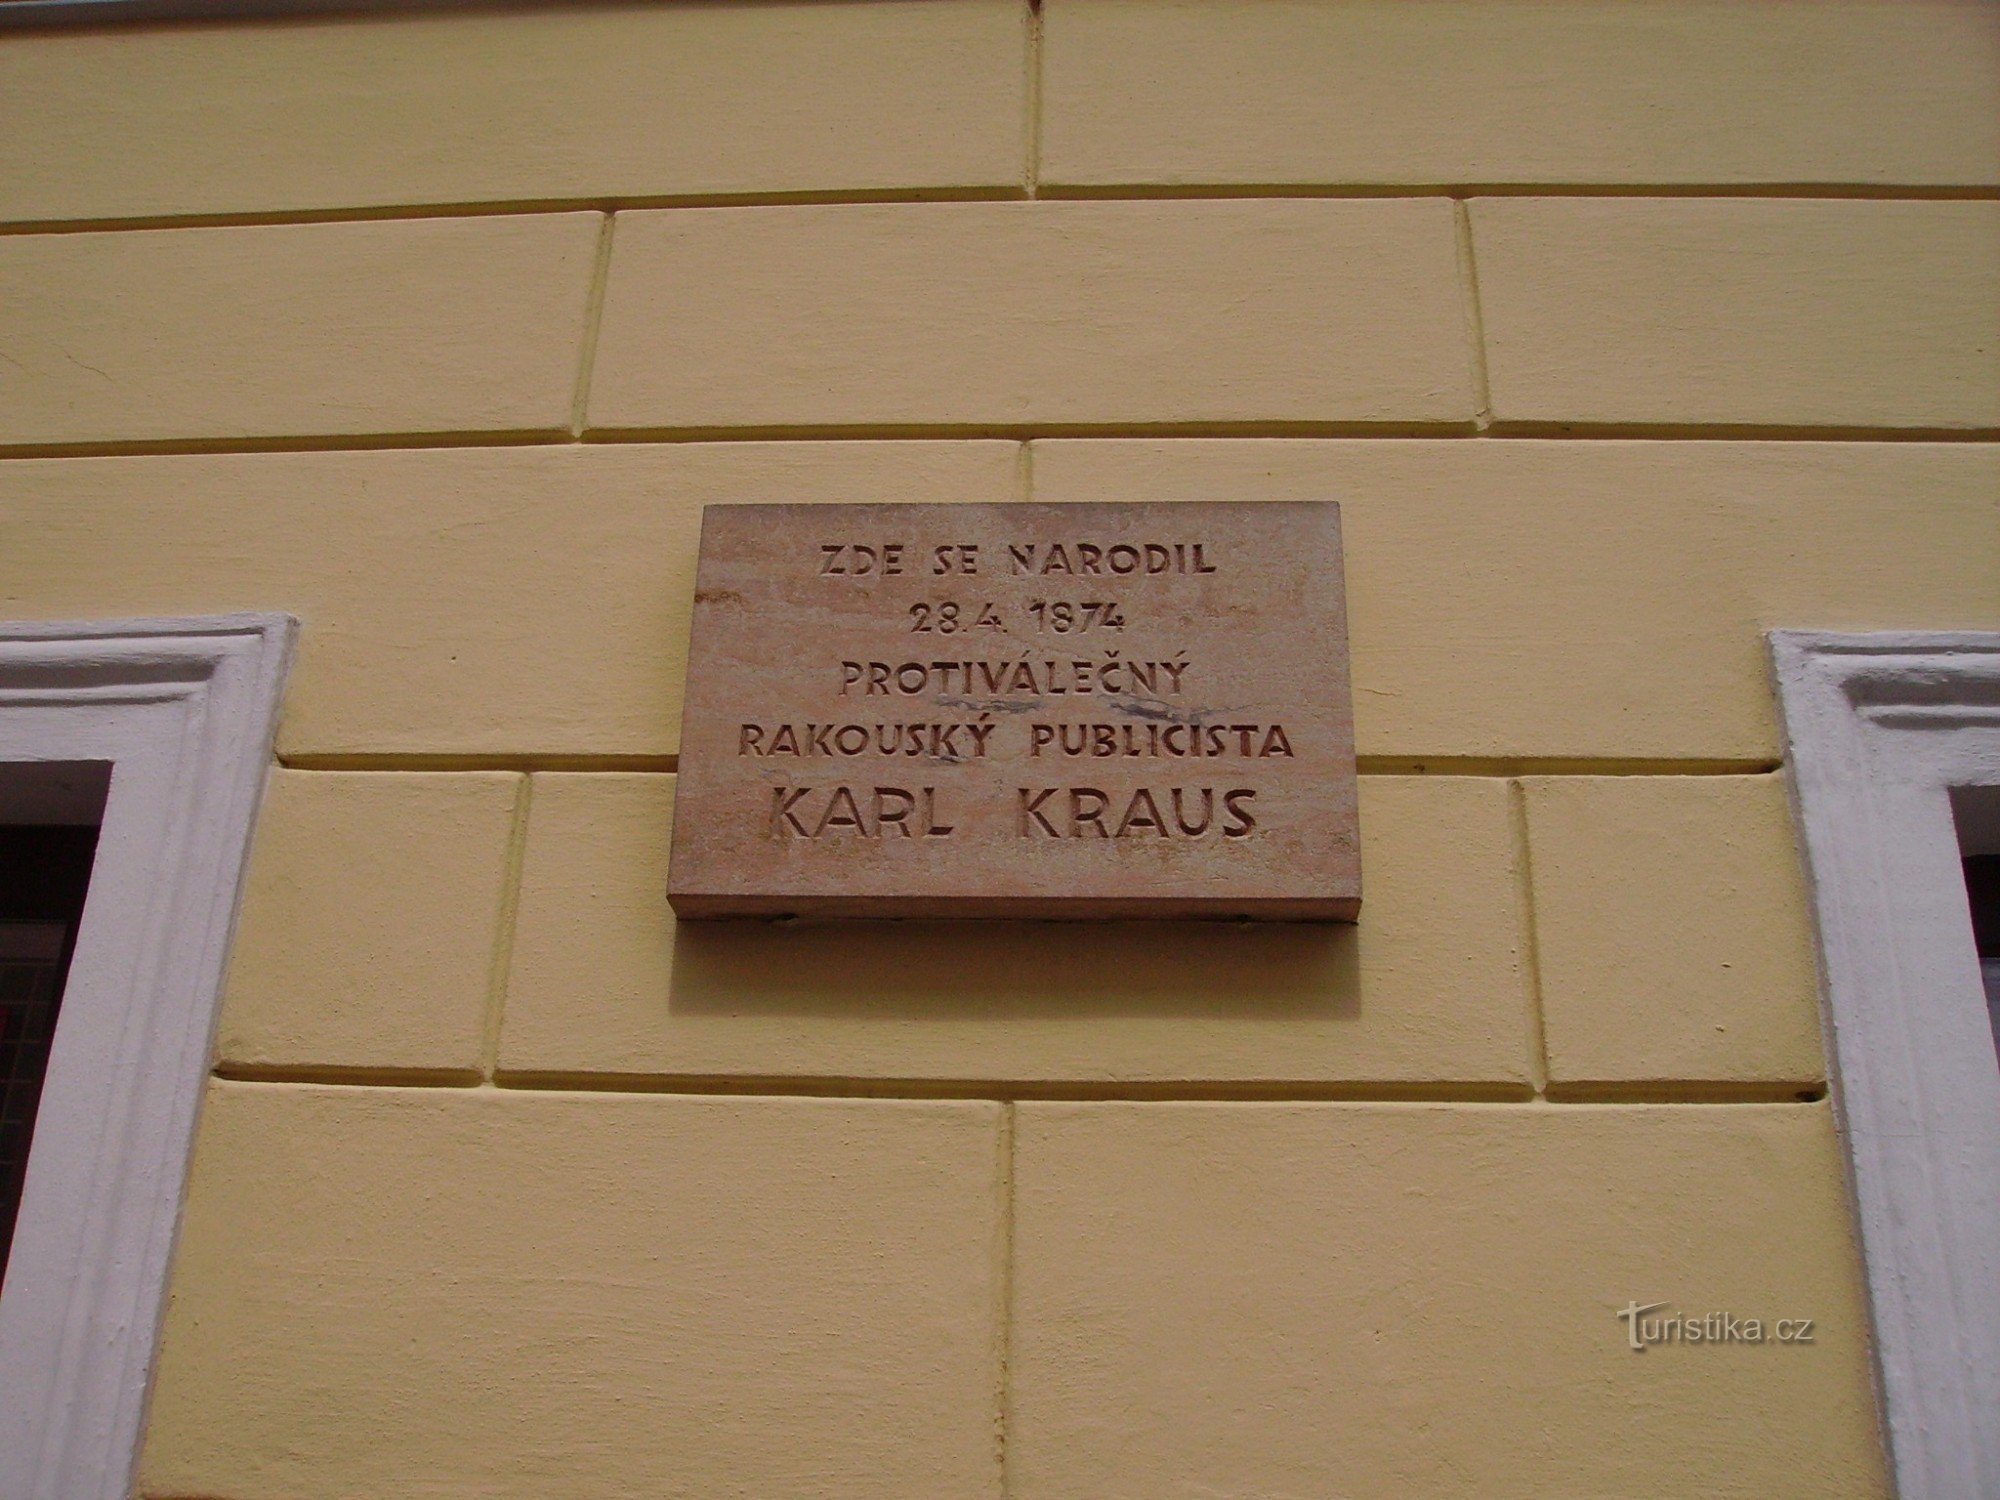 ZDE SE NARODIL
28.4. 1874
PROTIVÁLEČNÝ
RAKOUSKÝ PUBLICISTA
KARL KRAUS
Turistika.cz